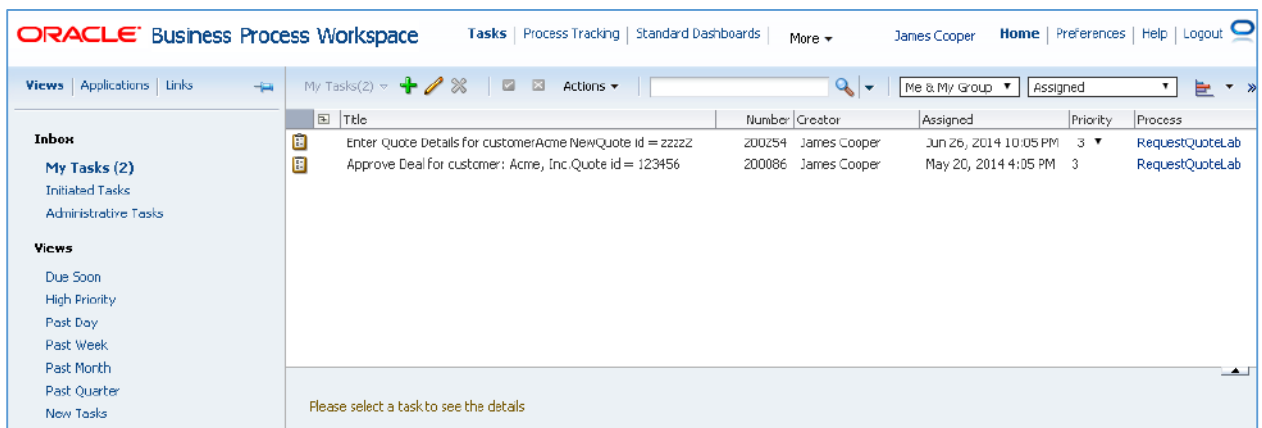 ORACLE Business Process Workspace Tasks Process Tracking Standard Dashboards More James Cooper Home Preferences Help Logout
Views Applications Links My Tasks(2) Actions Me & My Group Assigned
Title Number Creator Assigned Priority Process
Inbox
Enter Quote Details for customerAcme NewQuote Id = zzzzz 200254 James Cooper Jun 26, 2014 10:05 PM 3 RequestQuoteLab
My Tasks (2)
Approve Deal for customer: Acme, Inc.Quote id = 123456 200086 James Cooper May 20, 2014 4:05 PM 3 RequestQuoteLab
Initiated Tasks
Administrative Tasks
Views
Due Soon
High Priority
Past Day
Past Week
Past Month
Past Quarter
New Tasks
Please select a task to see the details